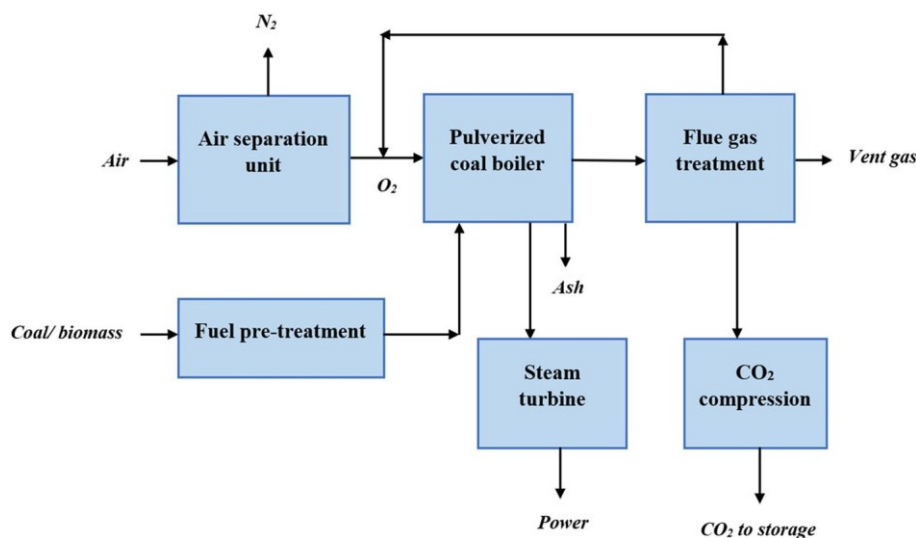 N₂
Air separation
unit
Pulverized
coal boiler
Flue gas
treatment
Air
O₂
Vent gas
Ash
Coal/ biomass
Fuel pre-treatment
Steam
turbine
CO₂
compression
Power
CO₂ to storage